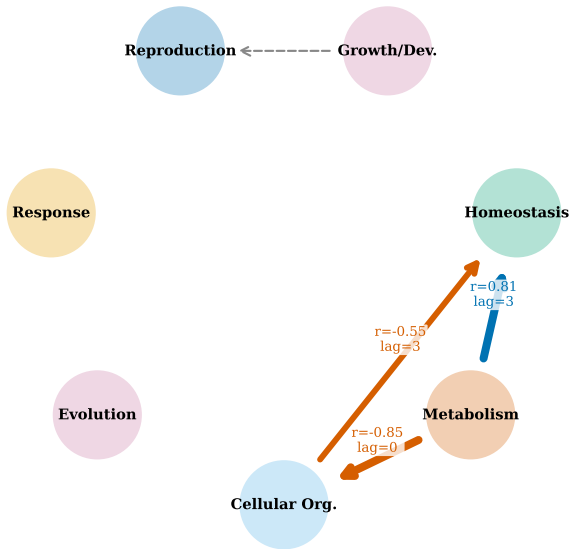 Reproduction
Growth/Dev.
Response
Homeostasis
r=0.81
lag=3
r=-0.55
lag=3
Evolution
Metabolism
r=-0.85
lag=0
Cellular Org.